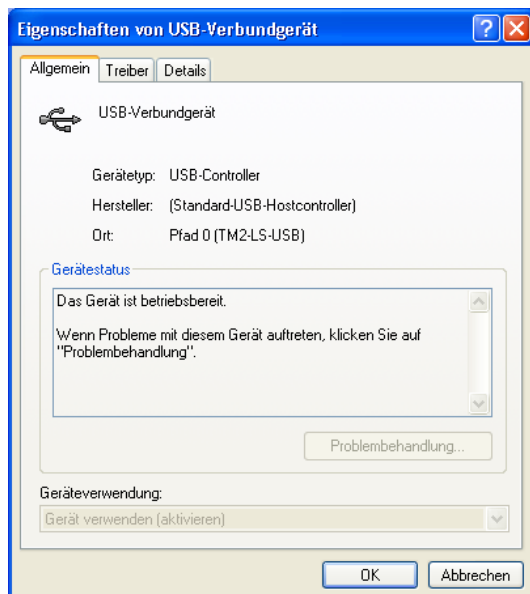 Eigenschaften von USB-Verbundgerät
Allgemein Treiber Details
USB-Verbundgerät
Gerätetyp: USB-Controller
Hersteller: (Standard-USB-Hostcontroller)
Ort: Pfad 0 (TM2-LS-USB)
Gerätestatus
Das Gerät ist betriebsbereit.
Wenn Probleme mit diesem Gerät auftreten, klicken Sie auf
"Problembehandlung".
Problembehandlung...
Geräteverwendung:
Gerät verwenden (aktivieren)
OK Abbrechen